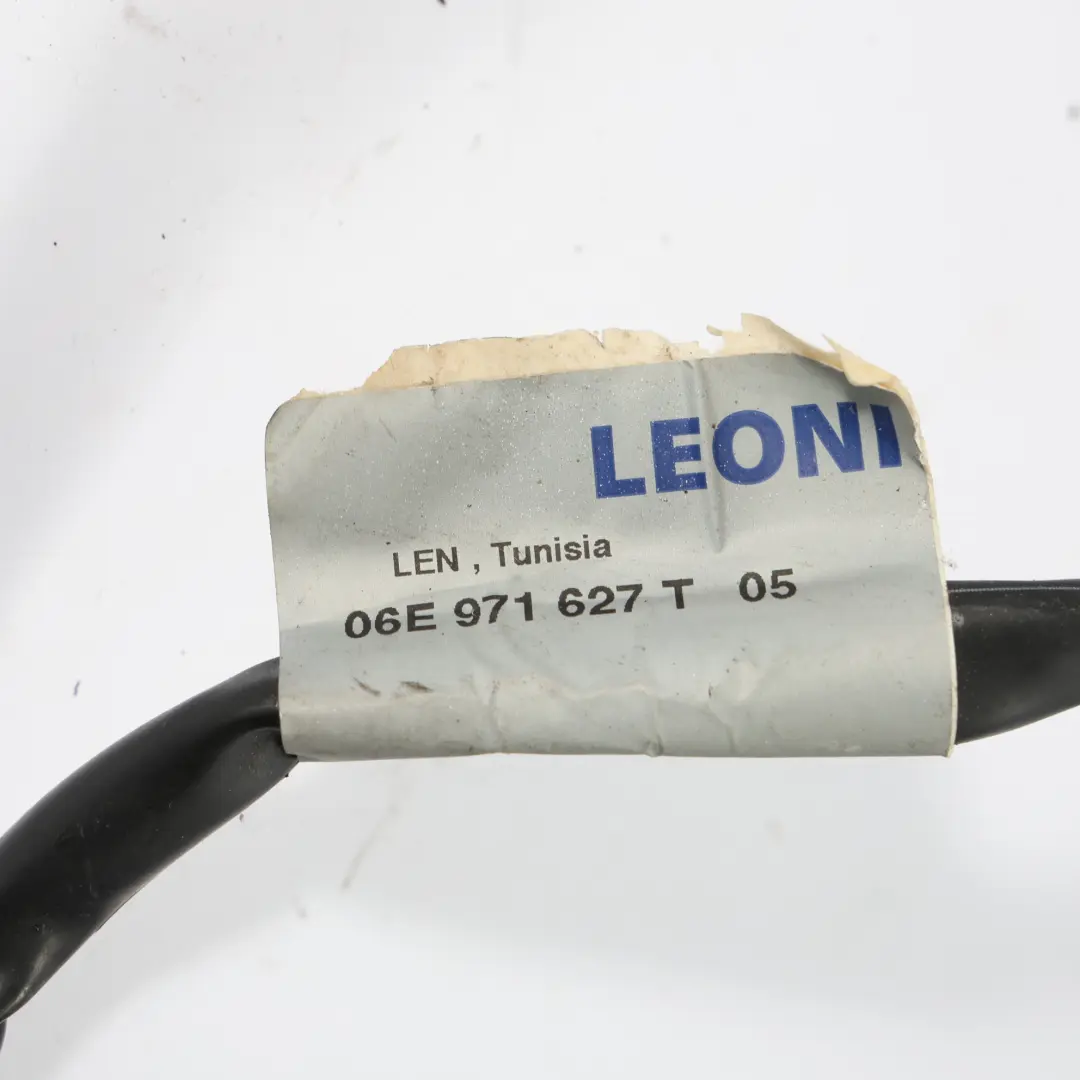 LEONI
LEN , Tunisia
06E 971 627 T 05